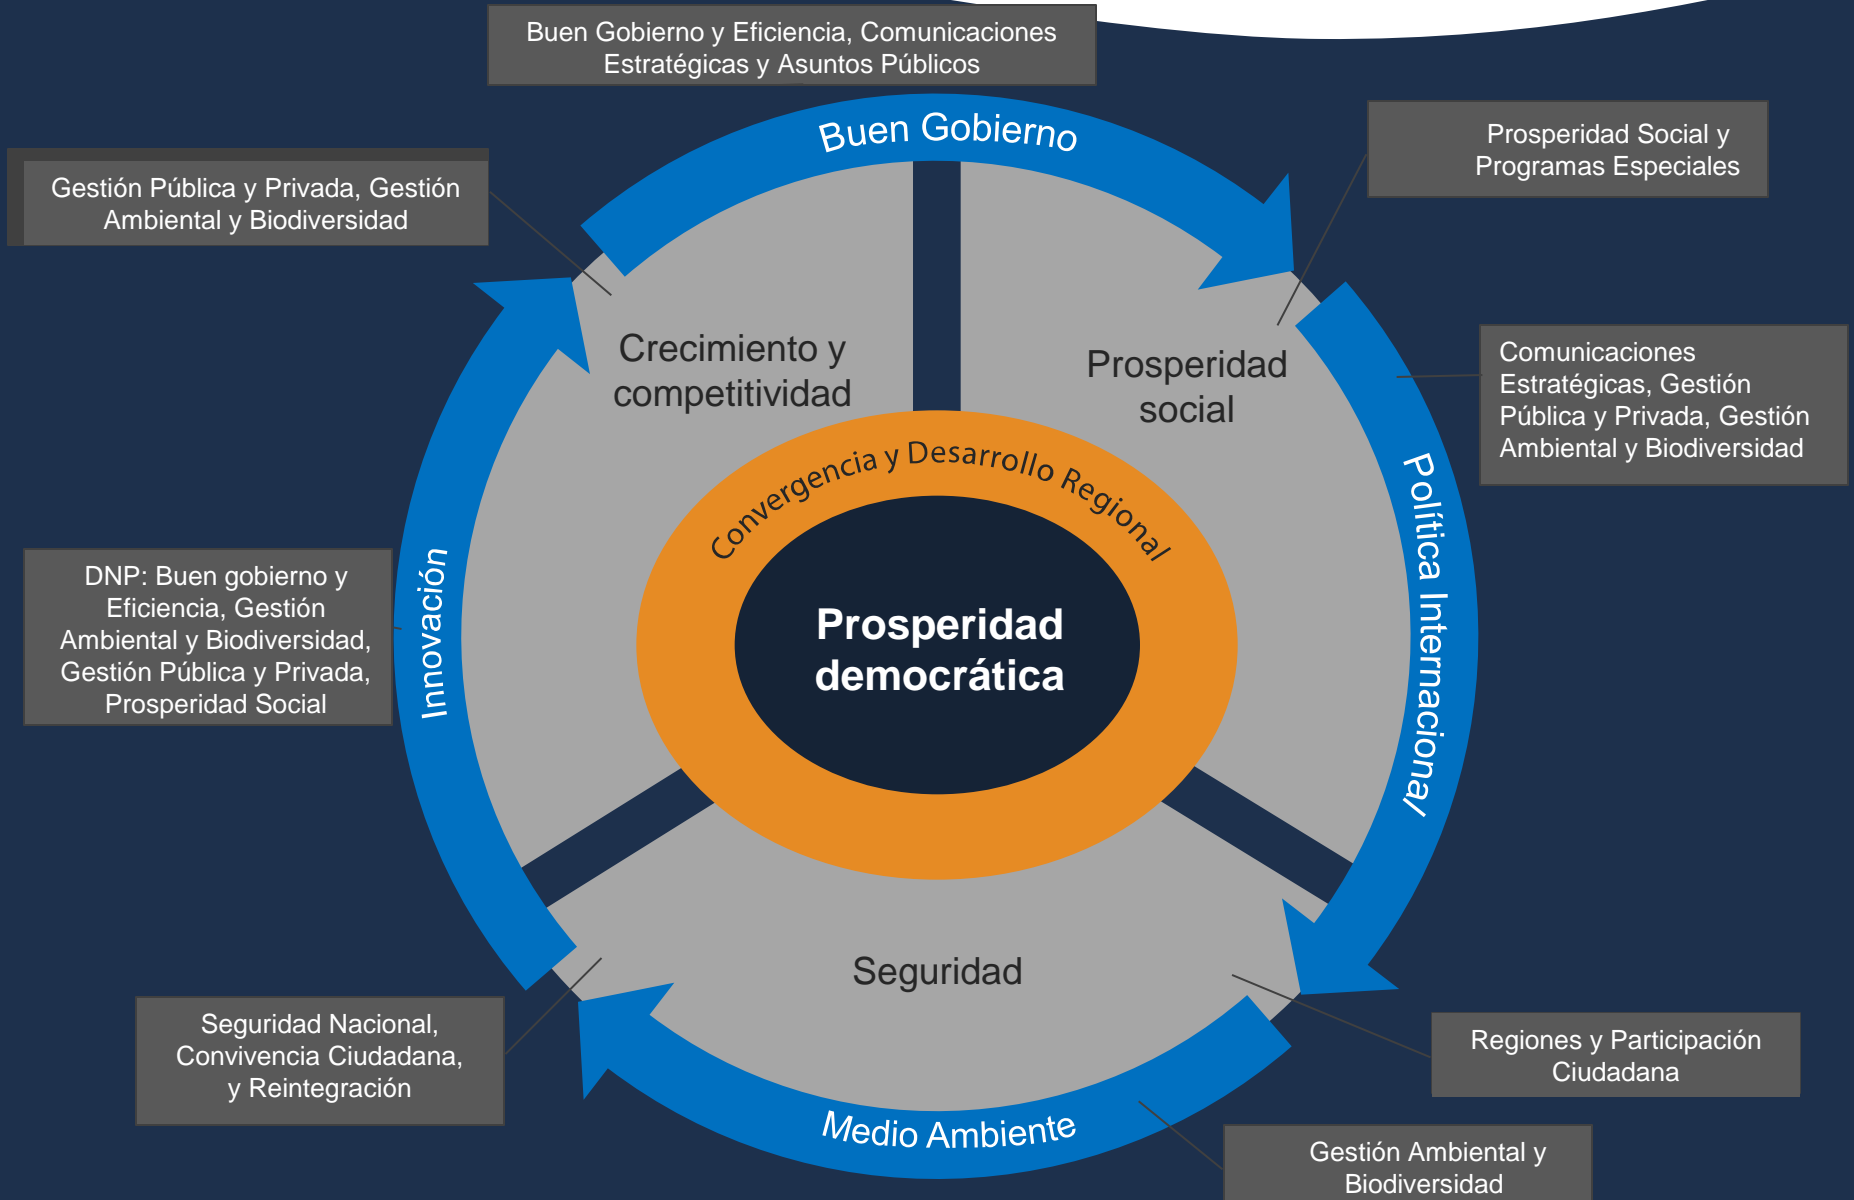 Buen Gobierno y Eficiencia, Comunicaciones
Estratégicas y Asuntos Públicos
Buen Gobierno
Prosperidad Social y
Programas Especiales
Gestión Pública y Privada, Gestión
Ambiental y Biodiversidad
Crecimiento y
competitividad
Prosperidad
social
Comunicaciones
Estratégicas, Gestión
Pública y Privada, Gestión
Ambiental y Biodiversidad
Convergencia y Desarrollo Regional
Política Internacional
DNP: Buen gobierno y
Eficiencia, Gestión
Ambiental y Biodiversidad,
Gestión Pública y Privada,
Prosperidad Social
Innovación
Prosperidad
democrática
Seguridad
Seguridad Nacional,
Convivencia Ciudadana,
y Reintegración
Regiones y Participación
Ciudadana
Medio Ambiente
Gestión Ambiental y
Biodiversidad